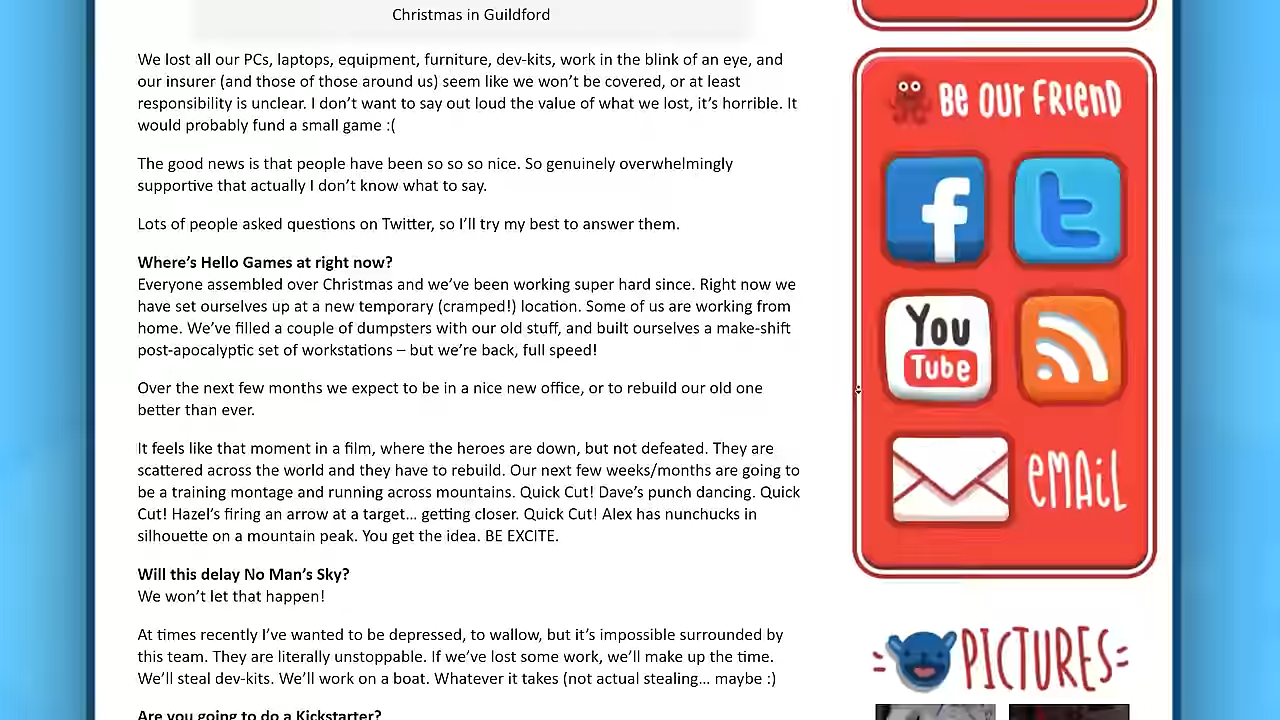 Christmas in Guildford
We lost all our PCs, laptops, equipment, furniture, dev-kits, work in the blink of an eye, and
our insurer (and those of those around us) seem like we won't be covered, or at least
responsibility is unclear. I don't want to say out loud the value of what we lost, it's horrible. It
would probably fund a small game :(
The good news is that people have been so so so nice. So genuinely overwhelmingly
supportive that actually I don't know what to say.
Lots of people asked questions on Twitter, so I'll try my best to answer them.
Where's Hello Games at right now?
Everyone assembled over Christmas and we've been working super hard since. Right now we
have set ourselves up at a new temporary (cramped!) location. Some of us are working from
home. We've filled a couple of dumpsters with our old stuff, and built ourselves a make-shift
post-apocalyptic set of workstations – but we're back, full speed!
Over the next few months we expect to be in a nice new office, or to rebuild our old one
better than ever.
It feels like that moment in a film, where the heroes are down, but not defeated. They are
scattered across the world and they have to rebuild. Our next few weeks/months are going to
be a training montage and running across mountains. Quick Cut! Dave's punch dancing. Quick
Cut! Hazel's firing an arrow at a target... getting closer. Quick Cut! Alex has nunchucks in
silhouette on a mountain peak. You get the idea. BE EXCITE.
Will this delay No Man's Sky?
We won't let that happen!
At times recently I've wanted to be depressed, to wallow, but it's impossible surrounded by
this team. They are literally unstoppable. If we've lost some work, we'll make up the time.
We'll steal dev-kits. We'll work on a boat. Whatever it takes (not actual stealing... maybe :)
Are you going to do a Kickstarter?
BE OUR FRIEND
f
t
You
Tube
EMAIL
PICTURES